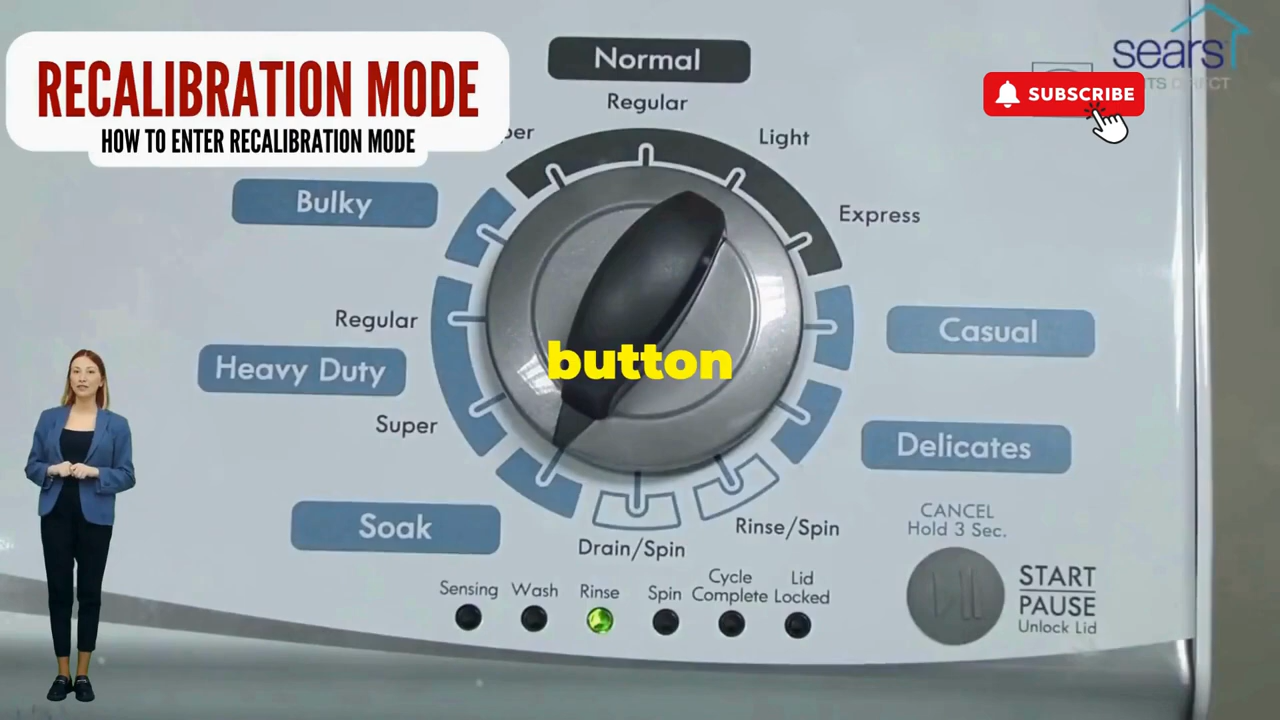 RECALIBRATION MODE
HOW TO ENTER RECALIBRATION MODE
Normal
sears
SUBSCRIBE
Regular
Light
Bulky
Express
Regular
Heavy Duty
Super
Casual
button
Delicates
Soak
Rinse/Spin
Drain/Spin
CANCEL
Hold 3 Sec.
Sensing Wash Rinse Spin Cycle Complete Lid Locked
START
PAUSE
Unlock Lid